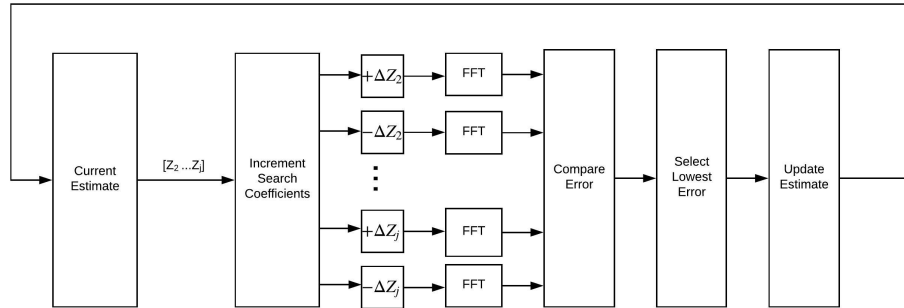 Current
Estimate
[Z₂ ...Zⱼ]
Increment
Search
Coefficients
+ΔZ₂
FFT
−ΔZ₂
FFT
+ΔZⱼ
FFT
−ΔZⱼ
FFT
Compare
Error
Select
Lowest
Error
Update
Estimate